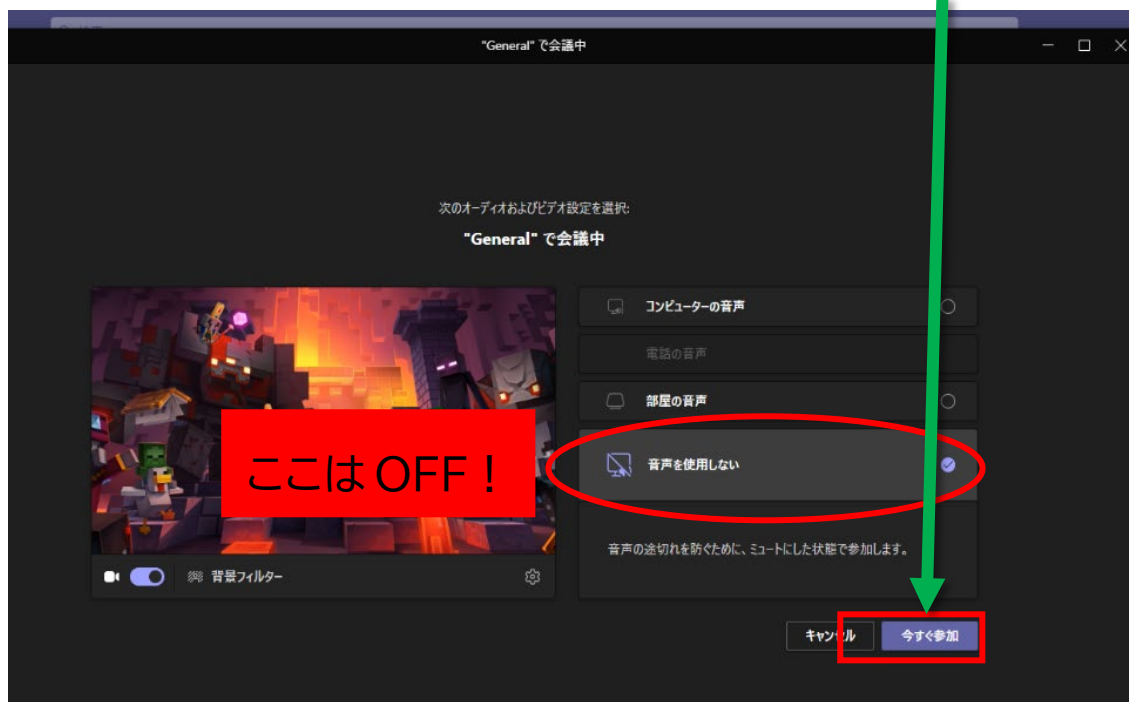 "General" で会議中
次のオーディオおよびビデオ設定を選択:
"General" で会議中
コンピューターの音声
電話の音声
部屋の音声
ここは OFF！
音声を使用しない
音声の途切れを防ぐために、ミュートにした状態で参加します。
背景フィルター
キャンセル
今すぐ参加